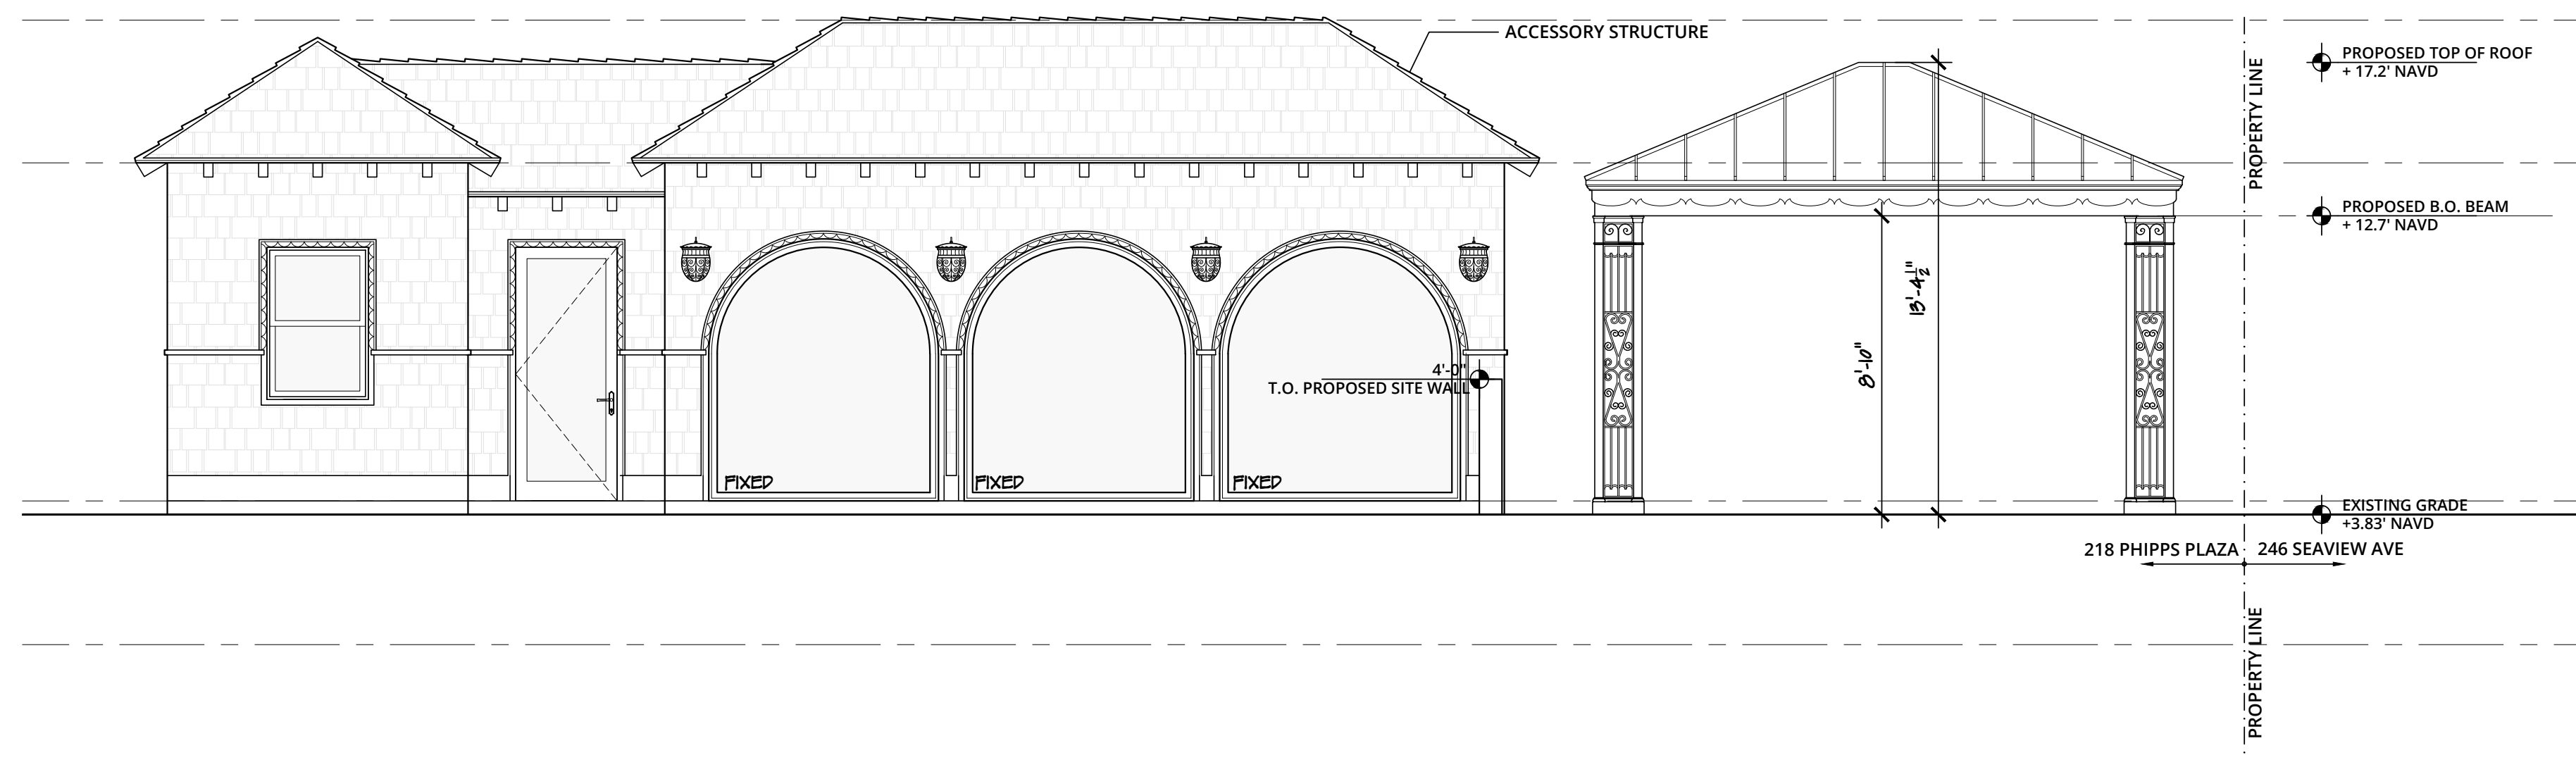 ACCESSORY STRUCTURE
PROPOSED TOP OF ROOF
+ 17.2' NAVD
PROPERTY LINE
PROPOSED B.O. BEAM
+ 12.7' NAVD
13'-4 1/2"
8'-10"
4'-0"
T.O. PROPOSED SITE WALL
FIXED
FIXED
FIXED
EXISTING GRADE
+3.83' NAVD
218 PHIPPS PLAZA
246 SEAVIEW AVE
PROPERTY LINE